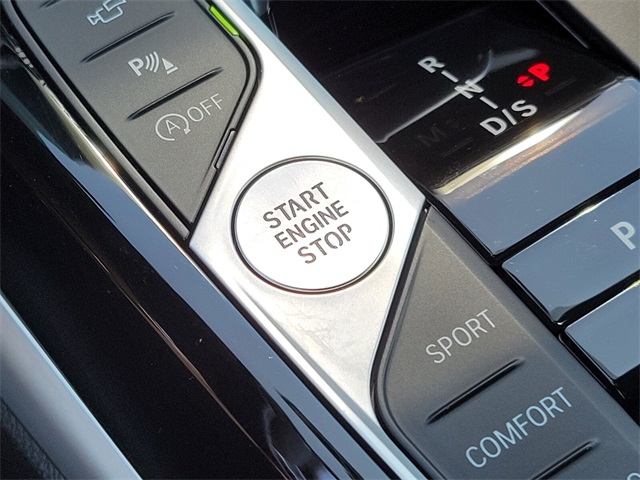 P
A OFF
START
ENGINE
STOP
R
N
P
D/S
M
P
SPORT
COMFORT